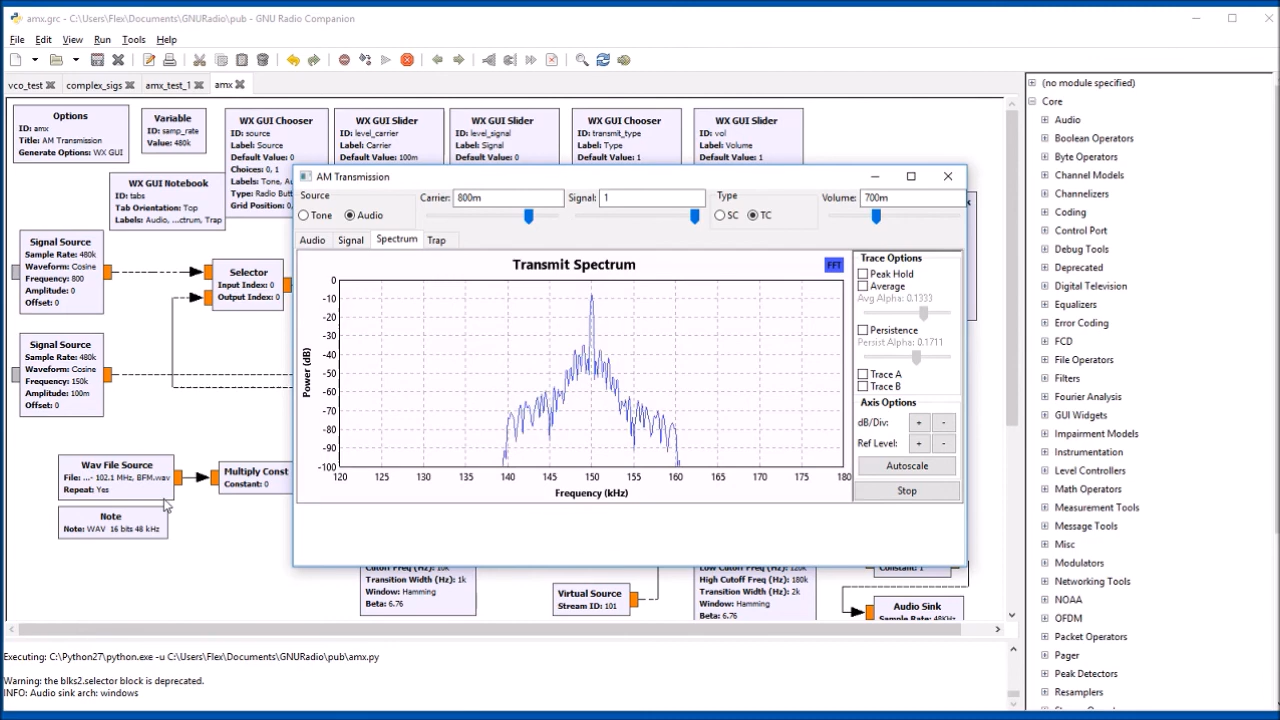 amx.grc - C:\Users\Flex\Documents\GNURadio\pub - GNU Radio Companion
File Edit View Run Tools Help
vco_test complex_sigs amx_test_1 amx
Options
ID: amx
Title: AM Transmission
Generate Options: WX GUI
Variable
ID: samp_rate
Value: 480k
WX GUI Chooser
ID: source
Label: Source
Default Value: 0
Choices: 0, 1
Labels: Tone, Au
Type: Radio Butt
Grid Position: 0,
WX GUI Slider
ID: level_carrier
Label: Carrier
Default Value: 100m
WX GUI Slider
ID: level_signal
Label: Signal
Default Value: 0
WX GUI Chooser
ID: transmit_type
Label: Type
Default Value: 1
WX GUI Slider
ID: vol
Label: Volume
Default Value: 1
WX GUI Notebook
ID: tabs
Tab Orientation: Top
Labels: Audio, ...ctrum, Trap
Signal Source
Sample Rate: 480k
Waveform: Cosine
Frequency: 800
Amplitude: 0
Offset: 0
Selector
Input Index: 0
Output Index: 0
Signal Source
Sample Rate: 480k
Waveform: Cosine
Frequency: 150k
Amplitude: 100m
Offset: 0
Wav File Source
File: ...- 102.1 MHz, BFM.wav
Repeat: Yes
Multiply Const
Constant: 0
Note
Note: WAV 16 bits 48 kHz
AM Transmission
Source
Tone Audio
Carrier: 800m
Signal: 1
Type
SC TC
Volume: 700m
Audio Signal Spectrum Trap
Transmit Spectrum
FFT
Power (dB)
0
-10
-20
-30
-40
-50
-60
-70
-80
-90
-100
120 125 130 135 140 145 150 155 160 165 170 175 180
Frequency (kHz)
Trace Options
Peak Hold
Average
Avg Alpha: 0.1333
Persistence
Persist Alpha: 0.1711
Trace A
Trace B
Axis Options
dB/Div: + -
Ref Level: + -
Autoscale
Stop
Cutoff Freq (Hz): 10k
Transition Width (Hz): 1k
Window: Hamming
Beta: 6.76
Virtual Source
Stream ID: 101
Low Cutoff Freq (Hz): 120k
High Cutoff Freq (Hz): 180k
Transition Width (Hz): 2k
Window: Hamming
Beta: 6.76
Constant: 1
Audio Sink
Sample Rate: 48KHz
(no module specified)
Core
Audio
Boolean Operators
Byte Operators
Channel Models
Channelizers
Coding
Control Port
Debug Tools
Deprecated
Digital Television
Equalizers
Error Coding
FCD
File Operators
Filters
Fourier Analysis
GUI Widgets
Impairment Models
Instrumentation
Level Controllers
Math Operators
Measurement Tools
Message Tools
Misc
Modulators
Networking Tools
NOAA
OFDM
Packet Operators
Pager
Peak Detectors
Resamplers
Executing: C:\Python27\python.exe -u C:\Users\Flex\Documents\GNURadio\pub\amx.py
Warning: the blks2.selector block is deprecated.
INFO: Audio sink arch: windows